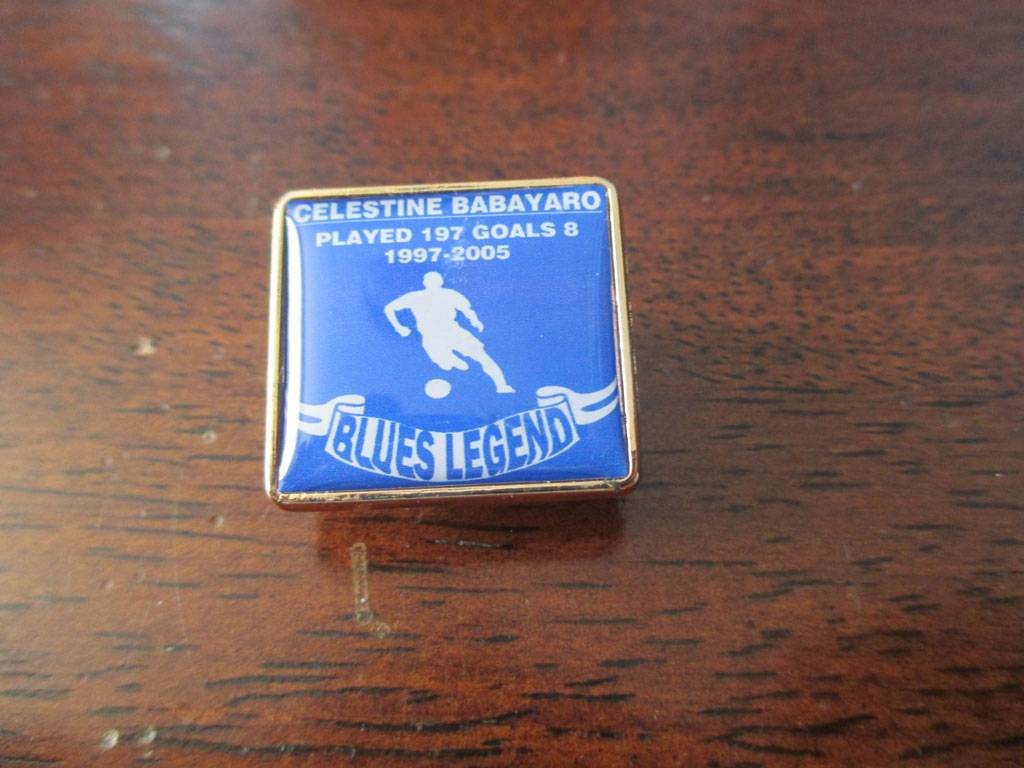 CELESTINE BABAYARO
PLAYED 197 GOALS 8
1997-2005
BLUES LEGEND